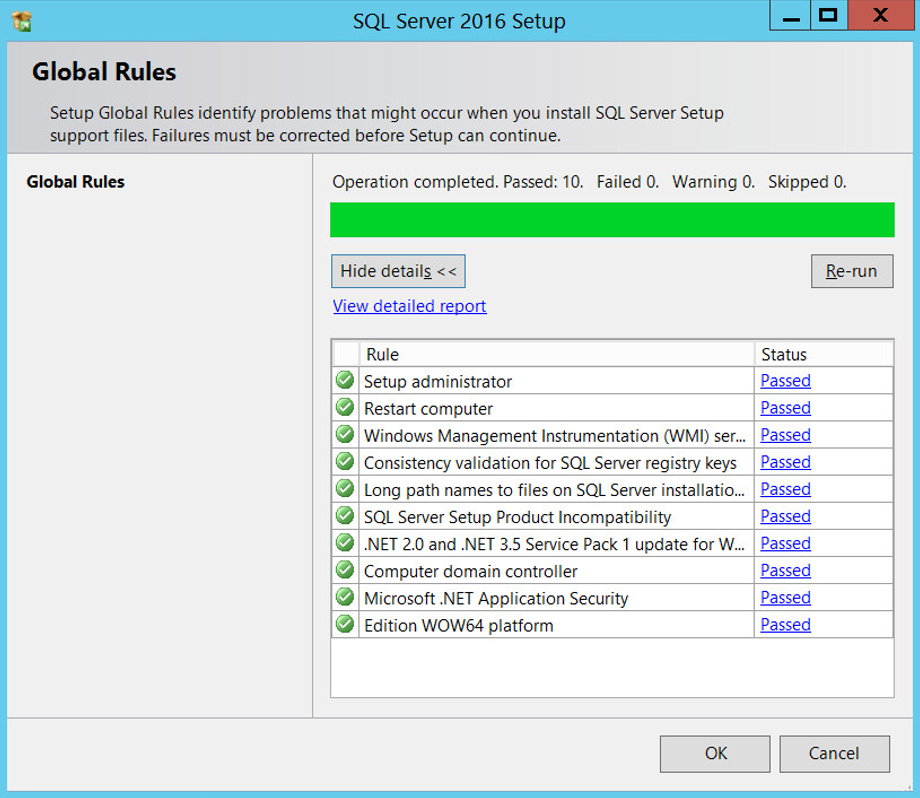 SQL Server 2016 Setup
Global Rules
Setup Global Rules identify problems that might occur when you install SQL Server Setup
support files. Failures must be corrected before Setup can continue.
Global Rules
Operation completed. Passed: 10.   Failed 0.   Warning 0.   Skipped 0.
Hide details <<
Re-run
View detailed report
Rule Status
Setup administrator Passed
Restart computer Passed
Windows Management Instrumentation (WMI) ser... Passed
Consistency validation for SQL Server registry keys Passed
Long path names to files on SQL Server installatio... Passed
SQL Server Setup Product Incompatibility Passed
.NET 2.0 and .NET 3.5 Service Pack 1 update for W... Passed
Computer domain controller Passed
Microsoft .NET Application Security Passed
Edition WOW64 platform Passed
OK Cancel